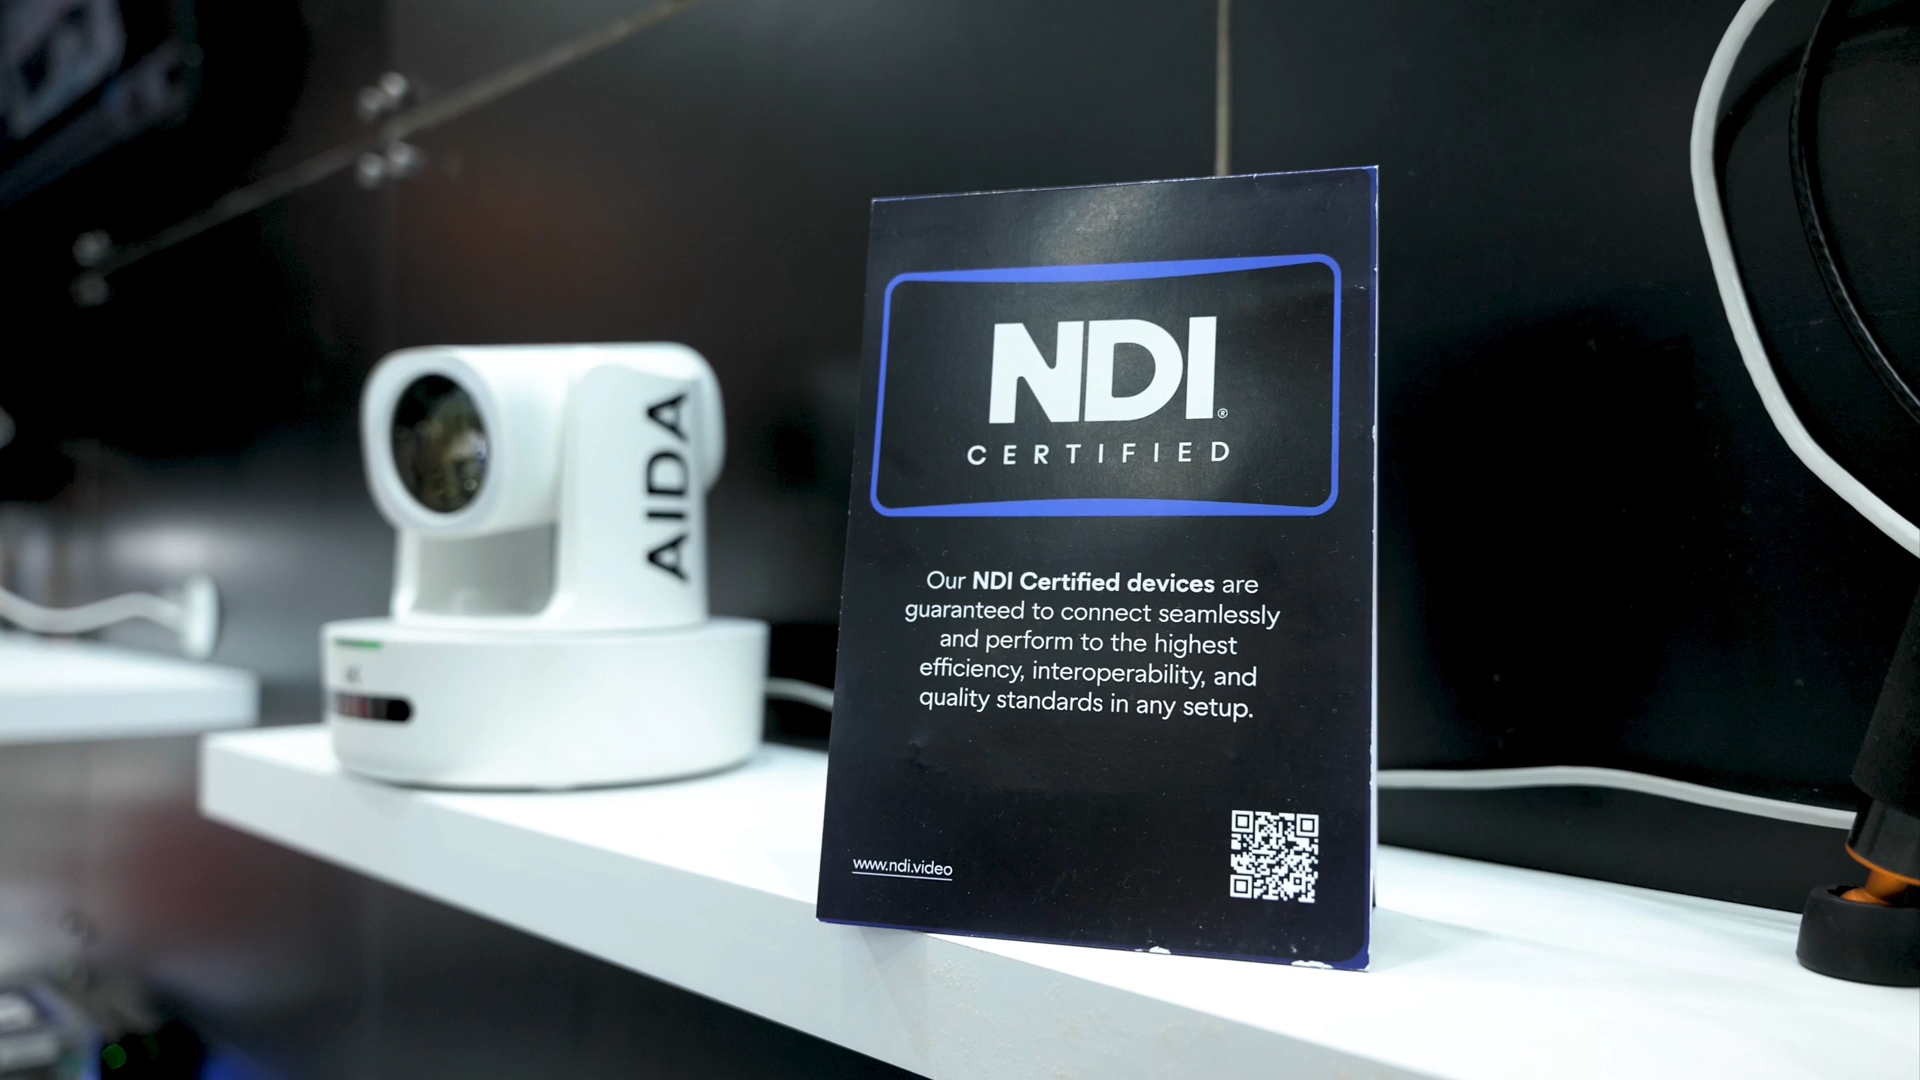 AIDA
NDI®
CERTIFIED
Our NDI Certified devices are
guaranteed to connect seamlessly
and perform to the highest
efficiency, interoperability, and
quality standards in any setup.
www.ndi.video